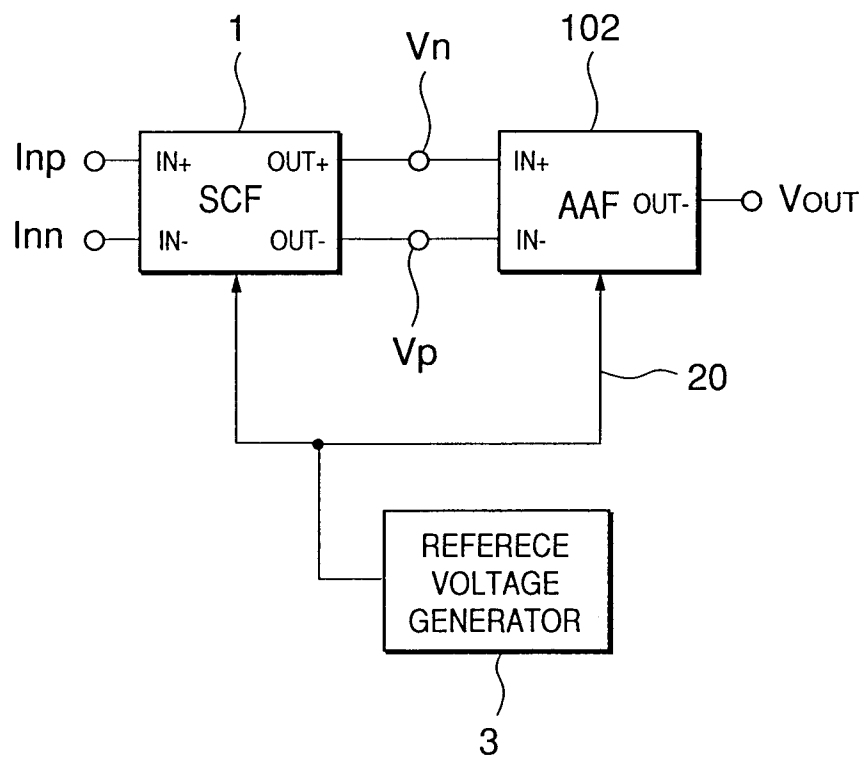 1
Vn
102
Inp
IN+
OUT+
IN+
SCF
AAF
OUT-
VOUT
Inn
IN-
OUT-
IN-
Vp
20
REFERECE
VOLTAGE
GENERATOR
3